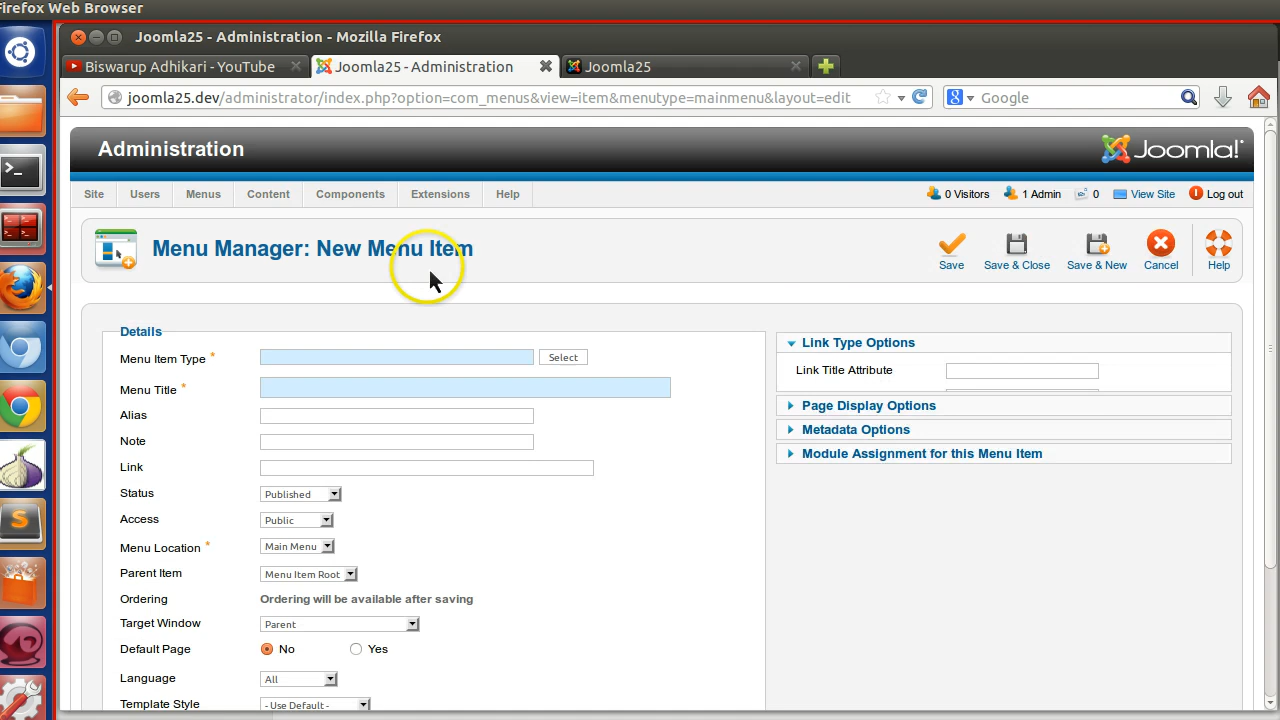 Firefox Web Browser
Joomla25 - Administration - Mozilla Firefox
Biswarup Adhikari - YouTube
Joomla25 - Administration
Joomla25
joomla25.dev/administrator/index.php?option=com_menus&view=item&menutype=mainmenu&layout=edit
Google
Administration
Joomla!
Site
Users
Menus
Content
Components
Extensions
Help
0 Visitors
1 Admin
0
View Site
Log out
Menu Manager: New Menu Item
Save
Save & Close
Save & New
Cancel
Help
Details
Menu Item Type *
Select
Menu Title *
Alias
Note
Link
Status
Published
Access
Public
Menu Location *
Main Menu
Parent Item
Menu Item Root
Ordering
Ordering will be available after saving
Target Window
Parent
Default Page
No
Yes
Language
All
Template Style
- Use Default -
Link Type Options
Link Title Attribute
Page Display Options
Metadata Options
Module Assignment for this Menu Item